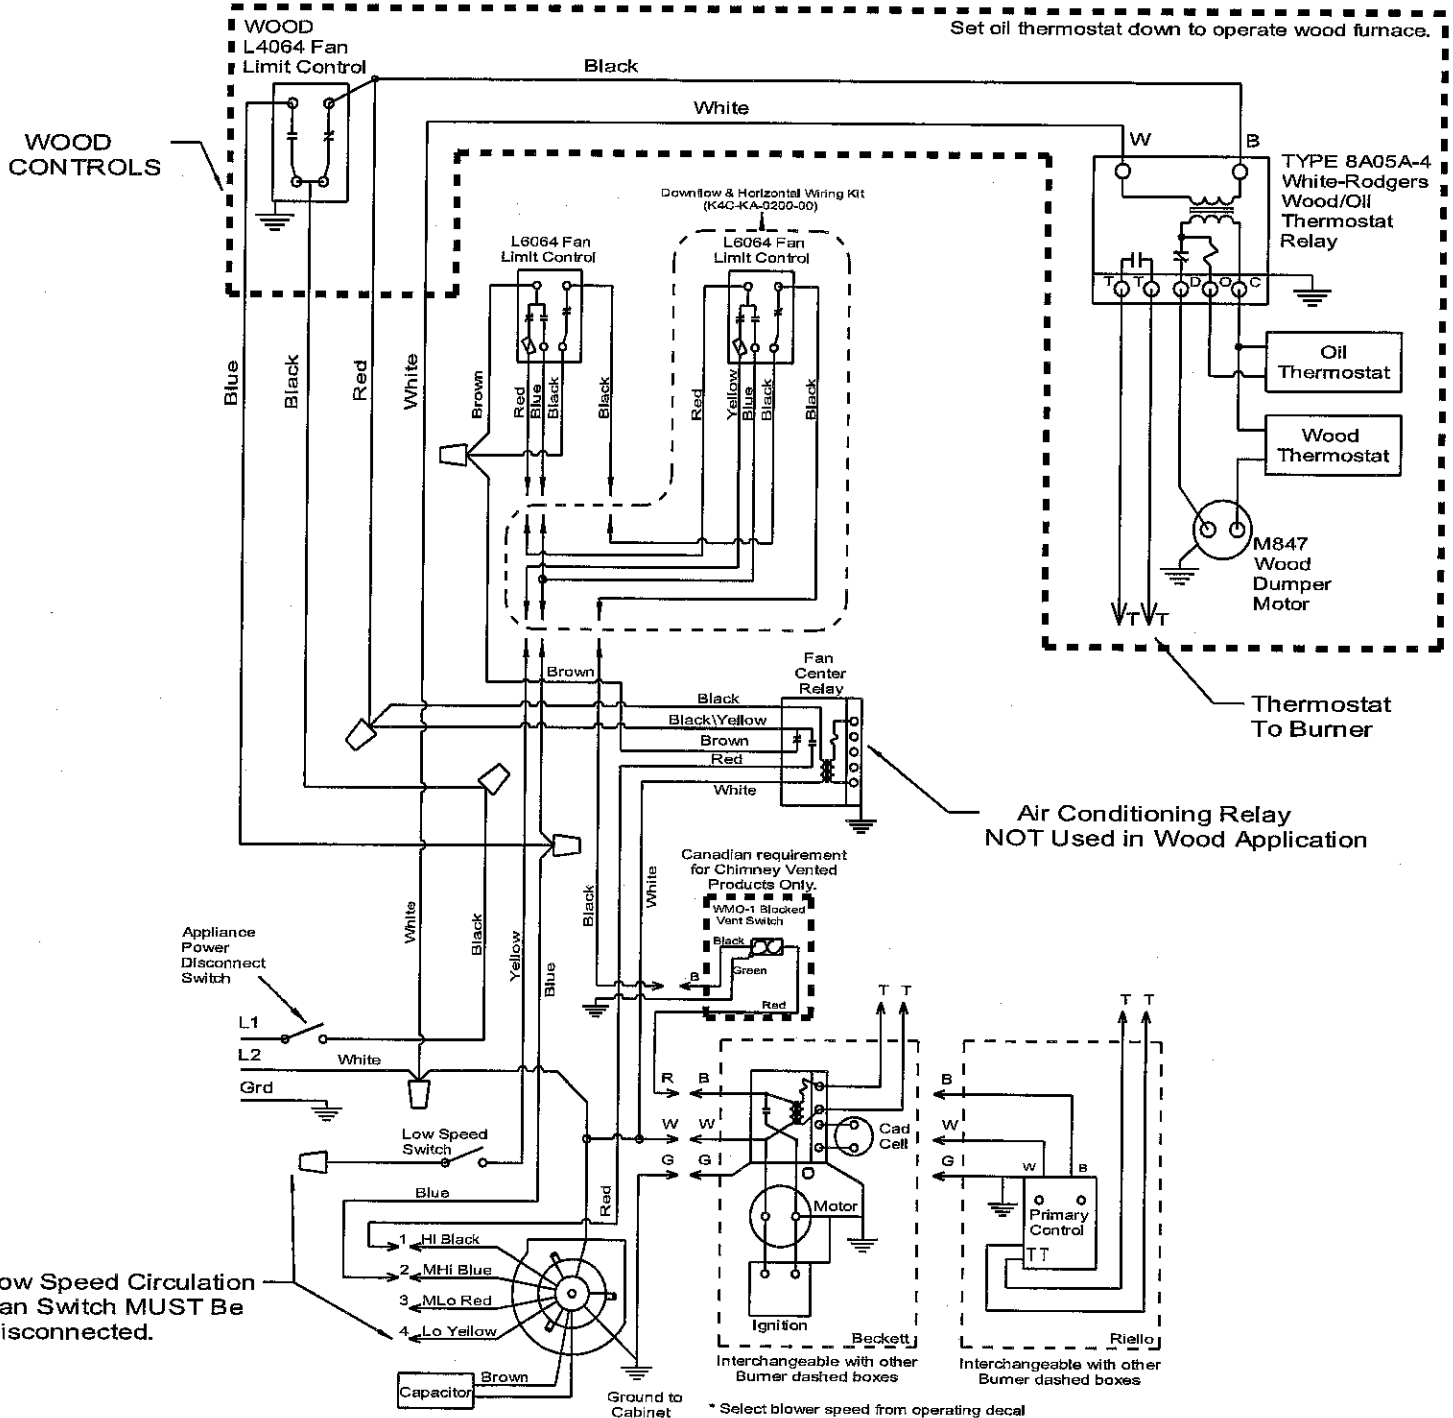 Set oil thermostat down to operate wood furnace.
WOOD
L4064 Fan
Limit Control
Black
White
WOOD
CONTROLS
W
B
TYPE 8A05A-4
White-Rodgers
Wood/Oil
Thermostat
Relay
Downflow & Horizontal Wiring Kit
(K4C-KA-0200-00)
L6064 Fan
Limit Control
L6064 Fan
Limit Control
T
T
D
O
C
Oil
Thermostat
Wood
Thermostat
Blue
Black
Red
White
Brown
Red
Blue
Black
Black
Red
Yellow
Blue
Black
Black
M847
Wood
Dumper
Motor
T
T
Thermostat
To Burner
Fan
Center
Relay
Brown
Black
Black\Yellow
Brown
Red
White
Air Conditioning Relay
NOT Used in Wood Application
Canadian requirement
for Chimney Vented
Products Only.
WMO-1 Blocked
Vent Switch
Black
Green
Red
B
White
Black
Yellow
Blue
Black
White
Appliance
Power
Disconnect
Switch
L1
L2
White
Grd
T
T
T
T
R
B
W
W
G
G
Cad
Cell
Motor
Ignition
Beckett
Interchangeable with other
Burner dashed boxes
B
W
G
W
B
Primary
Control
TT
Riello
Interchangeable with other
Burner dashed boxes
Low Speed
Switch
Blue
Red
1 HI Black
2 MHi Blue
3 MLo Red
4 Lo Yellow
ow Speed Circulation
an Switch MUST Be
isconnected.
Capacitor
Brown
Ground to
Cabinet
* Select blower speed from operating decal